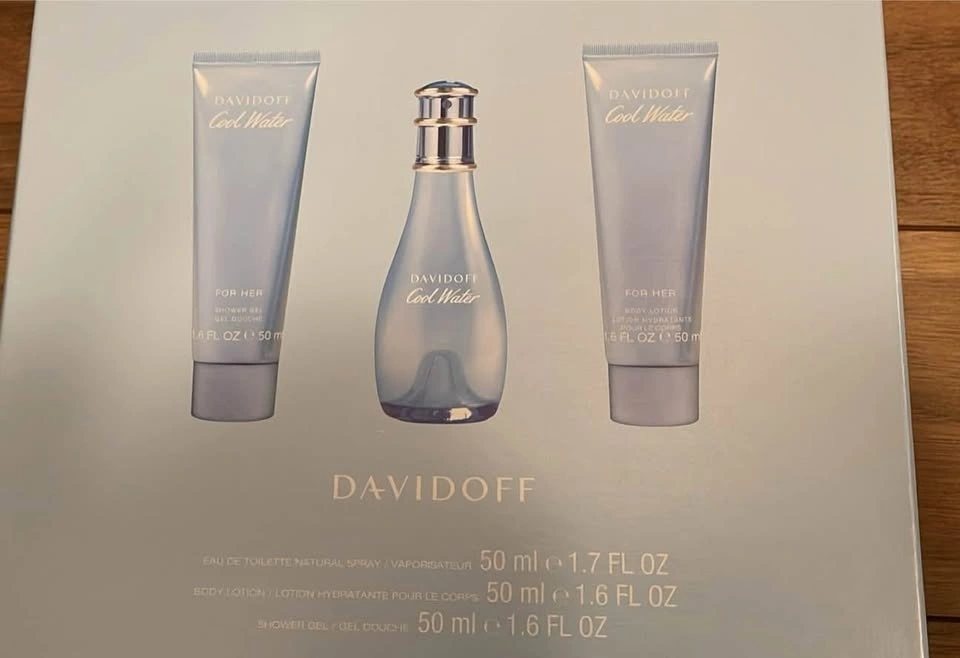 DAVIDOFF
Cool Water
FOR HER
SHOWER GEL
GEL DOUCHE
1.6 FL OZ ℮ 50 m
DAVIDOFF
Cool Water
DAVIDOFF
Cool Water
FOR HER
BODY LOTION
LOTION HYDRATANTE
POUR LE CORPS
1.6 FL OZ ℮ 50 m
DAVIDOFF
EAU DE TOILETTE NATURAL SPRAY / VAPORISATEUR 50 ml ℮ 1.7 FL OZ
BODY LOTION / LOTION HYDRATANTE POUR LE CORPS 50 ml ℮ 1.6 FL OZ
SHOWER GEL / GEL DOUCHE 50 ml ℮ 1.6 FL OZ